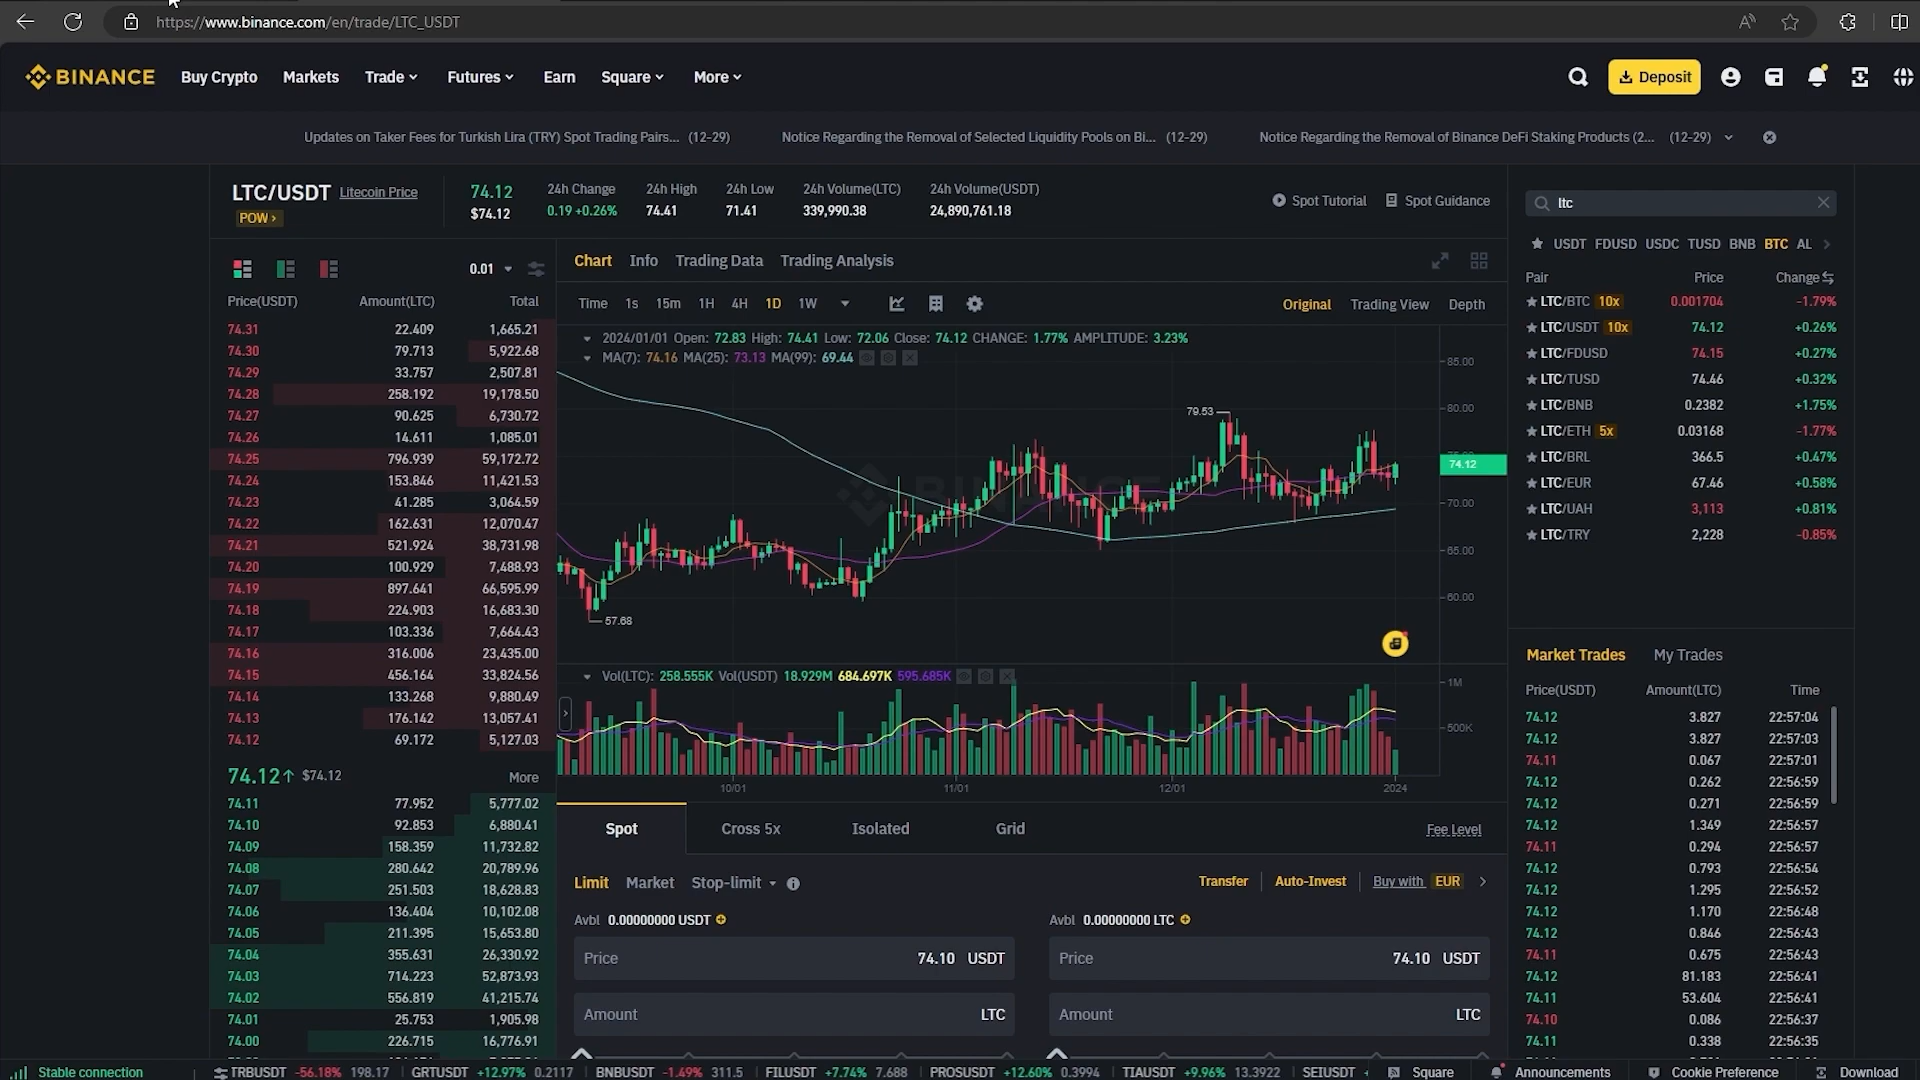 https://www.binance.com/en/trade/LTC_USDT
BINANCE Buy Crypto Markets Trade Futures Earn Square More Deposit
Updates on Taker Fees for Turkish Lira (TRY) Spot Trading Pairs... (12-29) Notice Regarding the Removal of Selected Liquidity Pools on Bi... (12-29) Notice Regarding the Removal of Binance DeFi Staking Products (2... (12-29)
LTC/USDT Litecoin Price
POW
74.12
$74.12
24h Change
0.19 +0.26%
24h High
74.41
24h Low
71.41
24h Volume(LTC)
339,990.38
24h Volume(USDT)
24,890,761.18
Spot Tutorial Spot Guidance
0.01
Price(USDT) Amount(LTC) Total
74.31 22.409 1,665.21
74.30 79.713 5,922.68
74.29 33.757 2,507.81
74.28 258.192 19,178.50
74.27 90.625 6,730.72
74.26 14.611 1,085.01
74.25 796.939 59,172.72
74.24 153.846 11,421.53
74.23 41.285 3,064.59
74.22 162.631 12,070.47
74.21 521.924 38,731.98
74.20 100.929 7,488.93
74.19 897.641 66,595.99
74.18 224.903 16,683.30
74.17 103.336 7,664.43
74.16 316.006 23,435.00
74.15 456.164 33,824.56
74.14 133.268 9,880.49
74.13 176.142 13,057.41
74.12 69.172 5,127.03
74.12↑ $74.12 More
74.11 77.952 5,777.02
74.10 92.853 6,880.41
74.09 158.359 11,732.82
74.08 280.642 20,789.96
74.07 251.503 18,628.83
74.06 136.404 10,102.08
74.05 211.395 15,653.80
74.04 355.631 26,330.92
74.03 714.223 52,873.93
74.02 556.819 41,215.74
74.01 25.753 1,905.98
74.00 226.715 16,776.91
Chart Info Trading Data Trading Analysis
Time 1s 15m 1H 4H 1D 1W
Original Trading View Depth
2024/01/01 Open: 72.83 High: 74.41 Low: 72.06 Close: 74.12 CHANGE: 1.77% AMPLITUDE: 3.23%
MA(7): 74.16 MA(25): 73.13 MA(99): 69.44
85.00
80.00
79.53
74.12
70.00
65.00
60.00
57.68
BINANCE
Vol(LTC): 258.555K Vol(USDT) 18.929M 684.697K 595.685K
1M
500K
10/01 11/01 12/01 2024
Spot Cross 5x Isolated Grid Fee Level
Limit Market Stop-limit
Transfer Auto-Invest Buy with EUR
Avbl 0.00000000 USDT
Price 74.10 USDT
Amount LTC
Avbl 0.00000000 LTC
Price 74.10 USDT
Amount LTC
ltc
USDT FDUSD USDC TUSD BNB BTC AL
Pair Price Change
LTC/BTC 10x 0.001704 -1.79%
LTC/USDT 10x 74.12 +0.26%
LTC/FDUSD 74.15 +0.27%
LTC/TUSD 74.46 +0.32%
LTC/BNB 0.2382 +1.75%
LTC/ETH 5x 0.03168 -1.77%
LTC/BRL 366.5 +0.47%
LTC/EUR 67.46 +0.58%
LTC/UAH 3,113 +0.81%
LTC/TRY 2,228 -0.85%
Market Trades My Trades
Price(USDT) Amount(LTC) Time
74.12 3.827 22:57:04
74.12 3.827 22:57:03
74.11 0.067 22:57:01
74.12 0.262 22:56:59
74.12 0.271 22:56:59
74.12 1.349 22:56:57
74.11 0.294 22:56:57
74.12 0.793 22:56:54
74.12 1.295 22:56:52
74.12 1.170 22:56:48
74.12 0.846 22:56:43
74.11 0.675 22:56:43
74.12 81.183 22:56:41
74.11 53.604 22:56:41
74.10 0.086 22:56:37
74.11 0.338 22:56:35
Stable connection TRBUSDT -56.18% 198.17 GRTUSDT +12.97% 0.2117 BNBUSDT -1.49% 311.5 FILUSDT +7.74% 7.688 PROSUSDT +12.60% 0.3994 TIAUSDT +9.96% 13.3922 SEIUSDT Square Announcements Cookie Preference Download